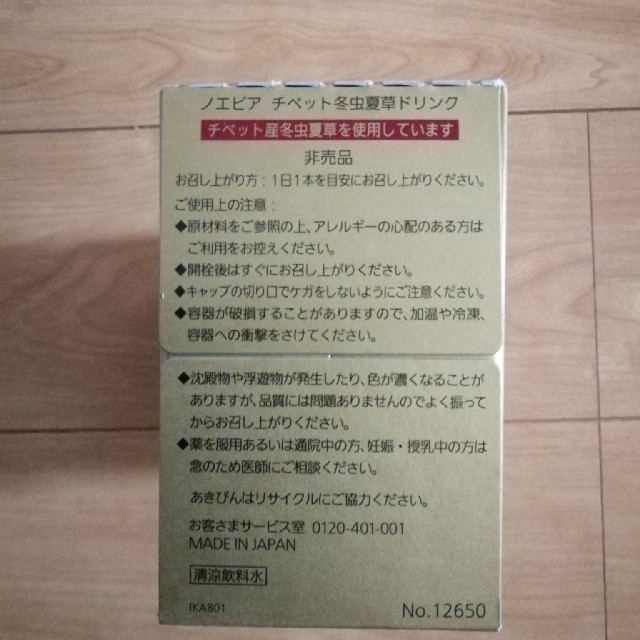 ノエビア チベット冬虫夏草ドリンク
チベット産冬虫夏草を使用しています
非売品
お召し上がり方：1日1本を目安にお召し上がりください。
ご使用上の注意：
◆原材料をご参照の上、アレルギーの心配のある方は
ご利用をお控えください。
◆開栓後はすぐにお召し上がりください。
◆キャップの切り口でケガをしないようにご注意ください。
◆容器が破損することがありますので、加温や冷凍、
容器への衝撃をさけてください。
◆沈殿物や浮遊物が発生したり、色が濃くなることが
ありますが、品質には問題ありませんのでよく振って
からお召し上がりください。
◆薬を服用あるいは通院中の方、妊娠・授乳中の方は
念のため医師にご相談ください。
あきびんはリサイクルにご協力ください。
お客さまサービス室 0120-401-001
MADE IN JAPAN
清涼飲料水
IKA801
No.12650